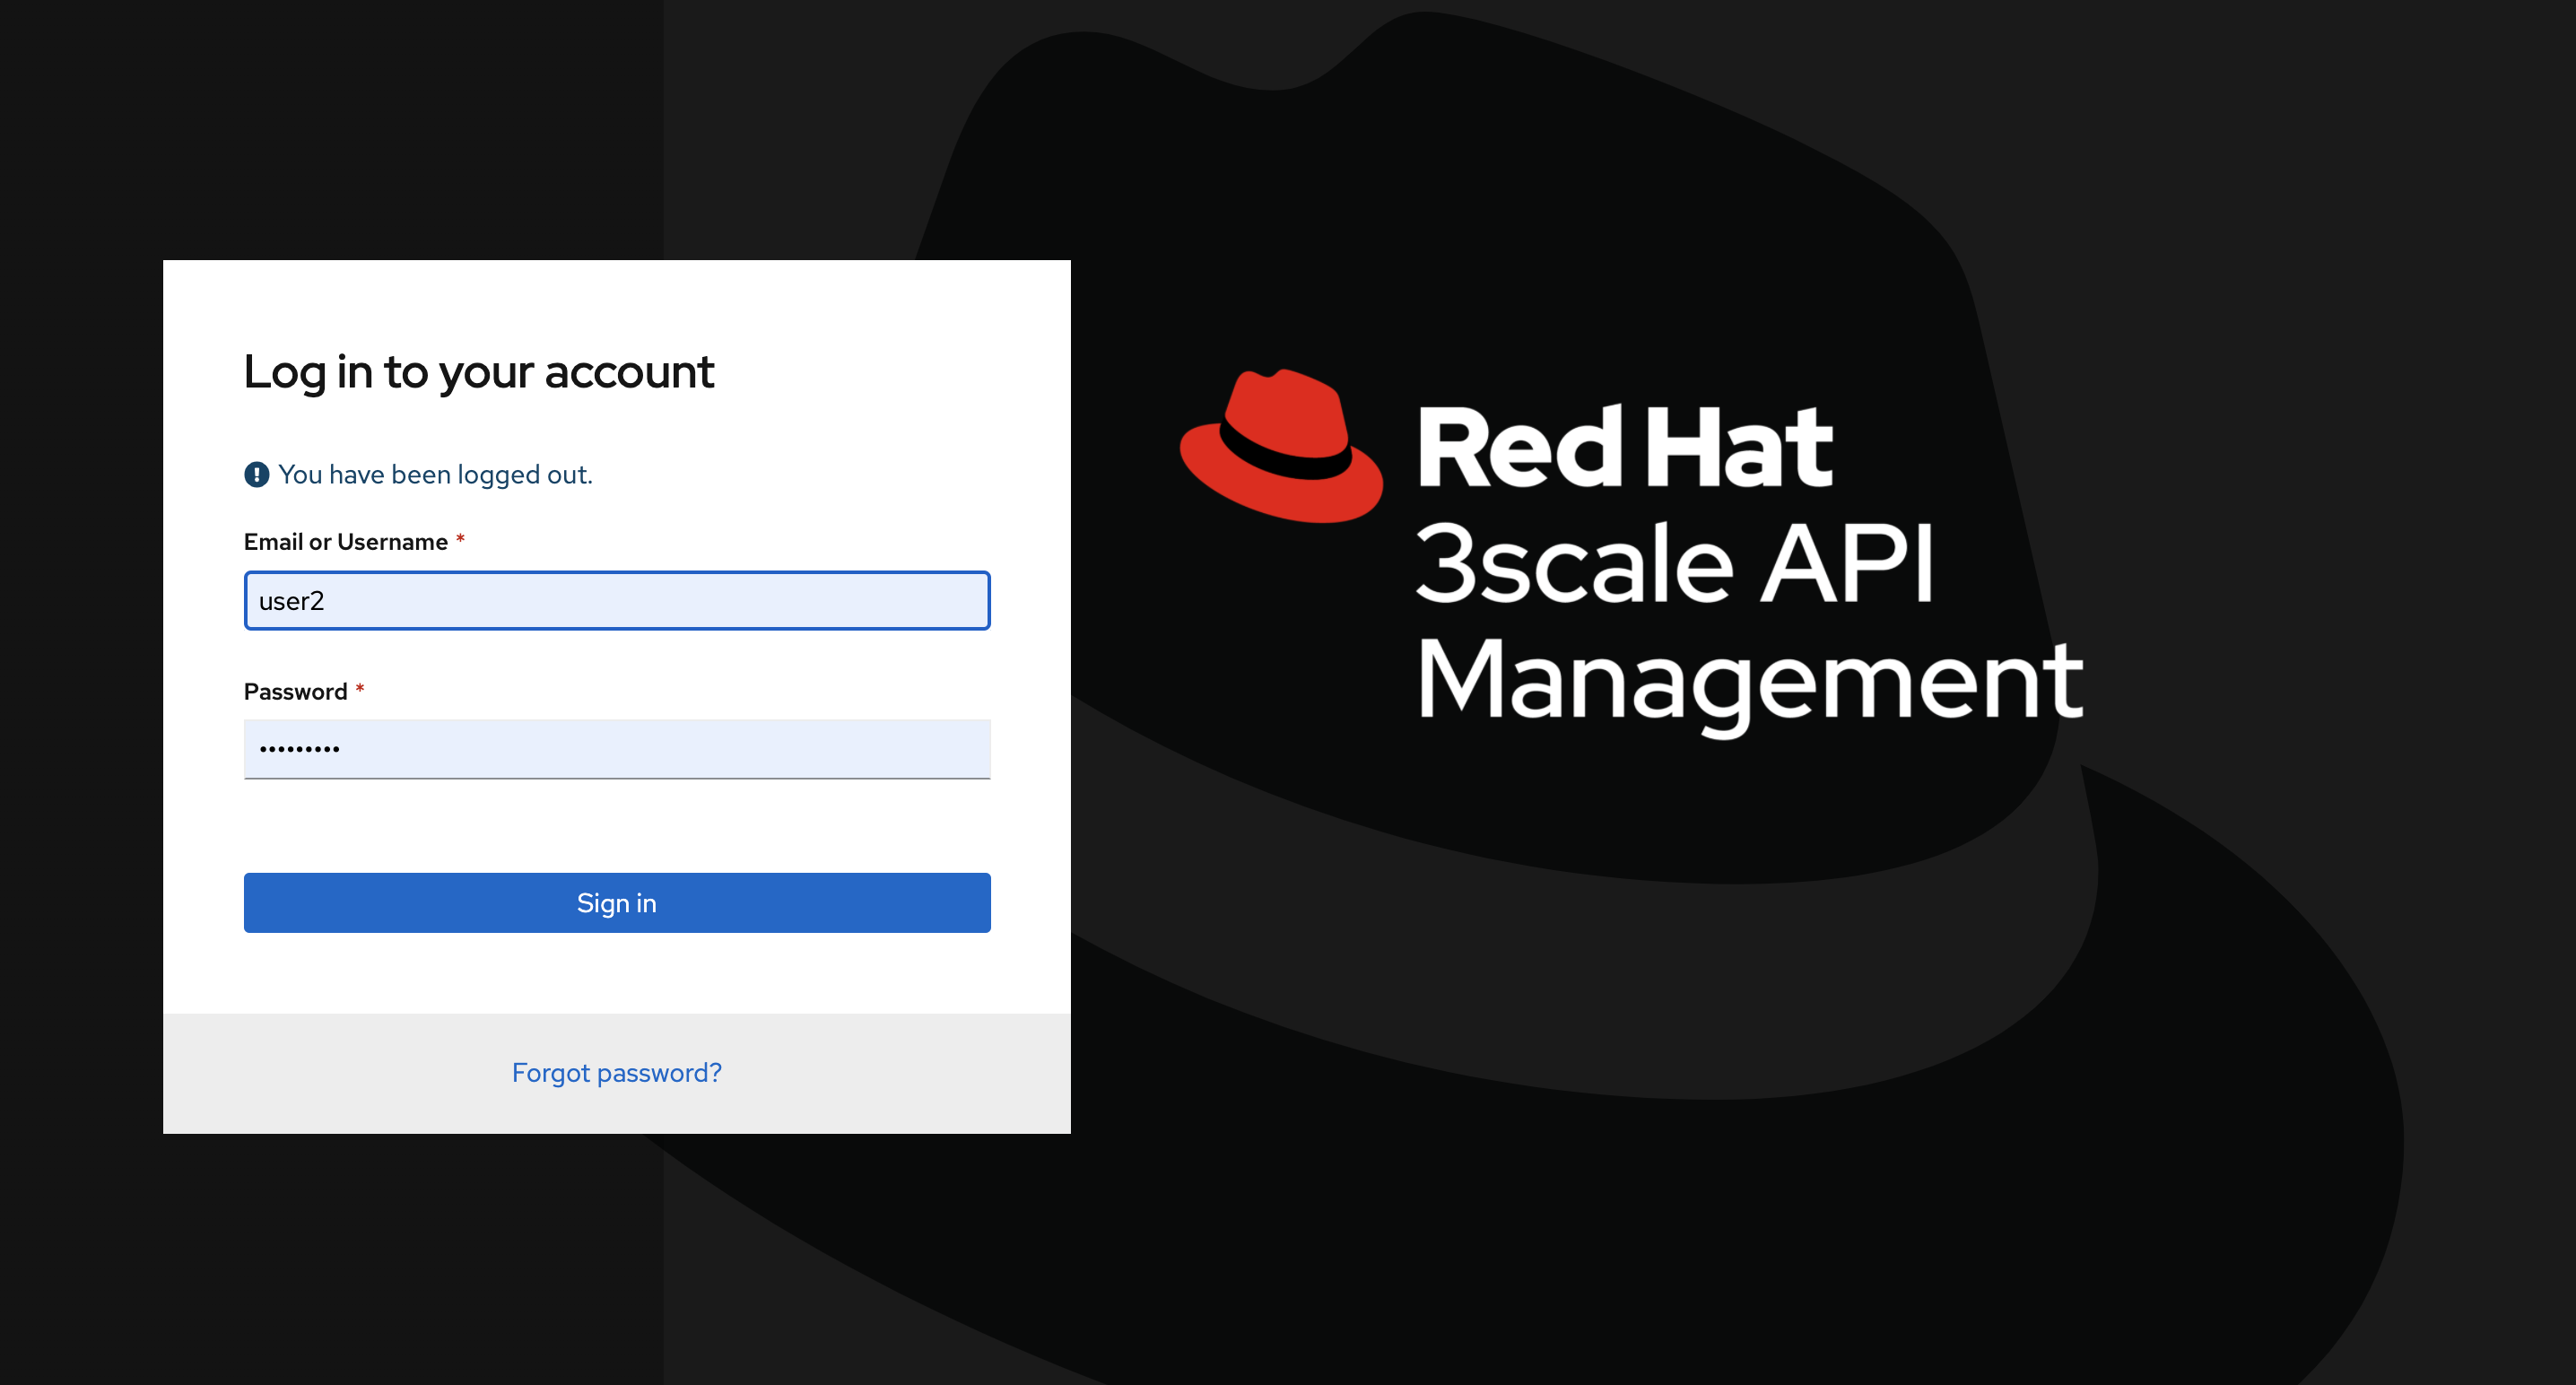 Log in to your account
You have been logged out.
Email or Username *
user2
Password *
•••••••••
Sign in
Forgot password?
Red Hat
3scale API
Management